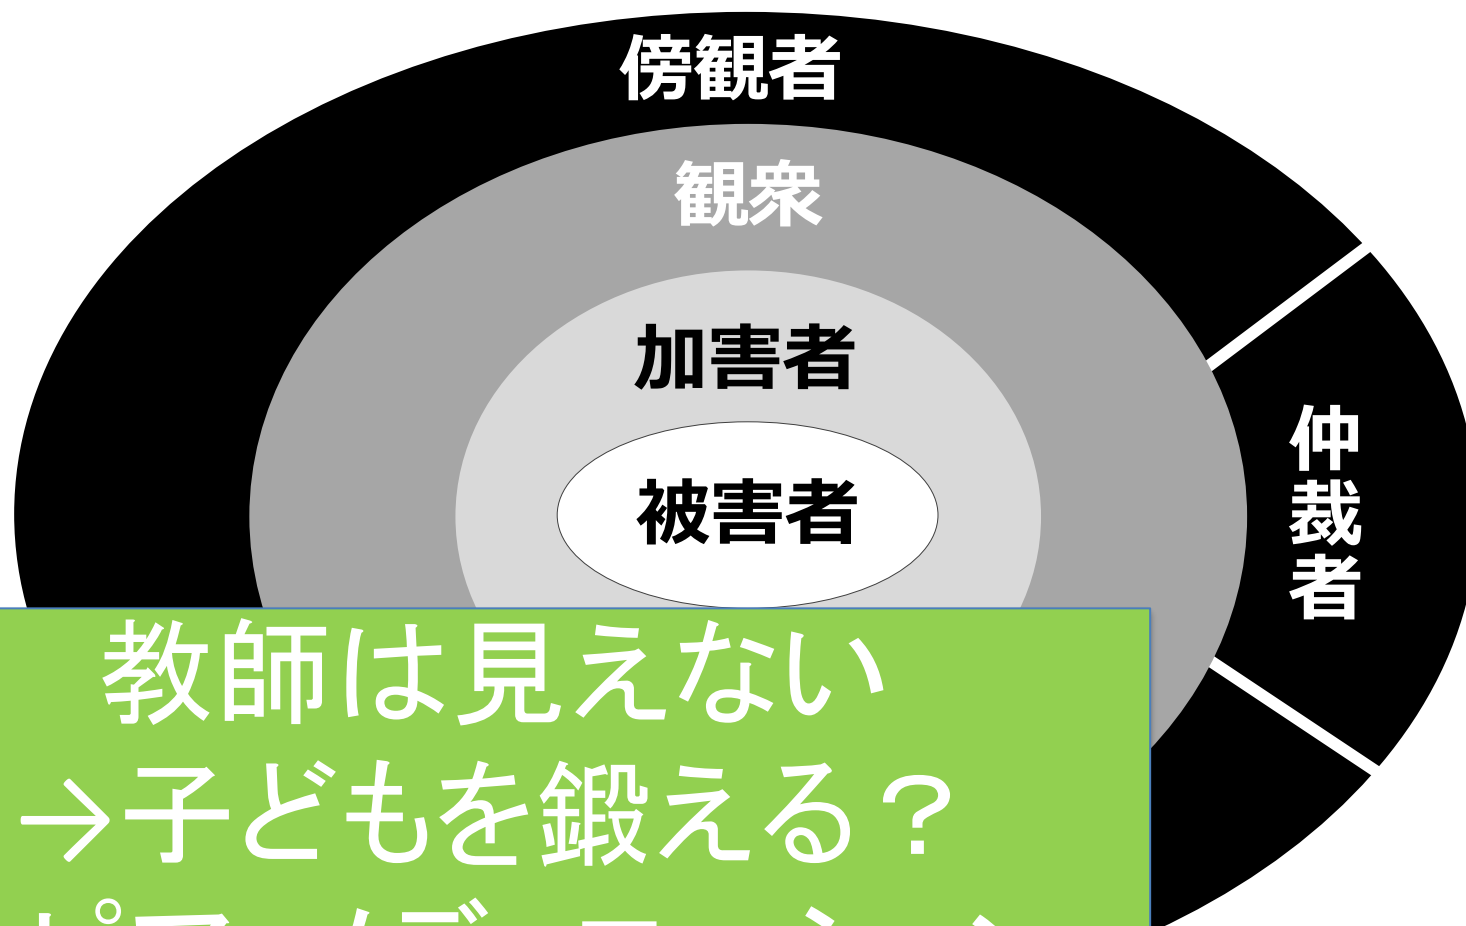 傍観者
観衆
加害者
被害者
仲裁者
教師は見えない
→子どもを鍛える？